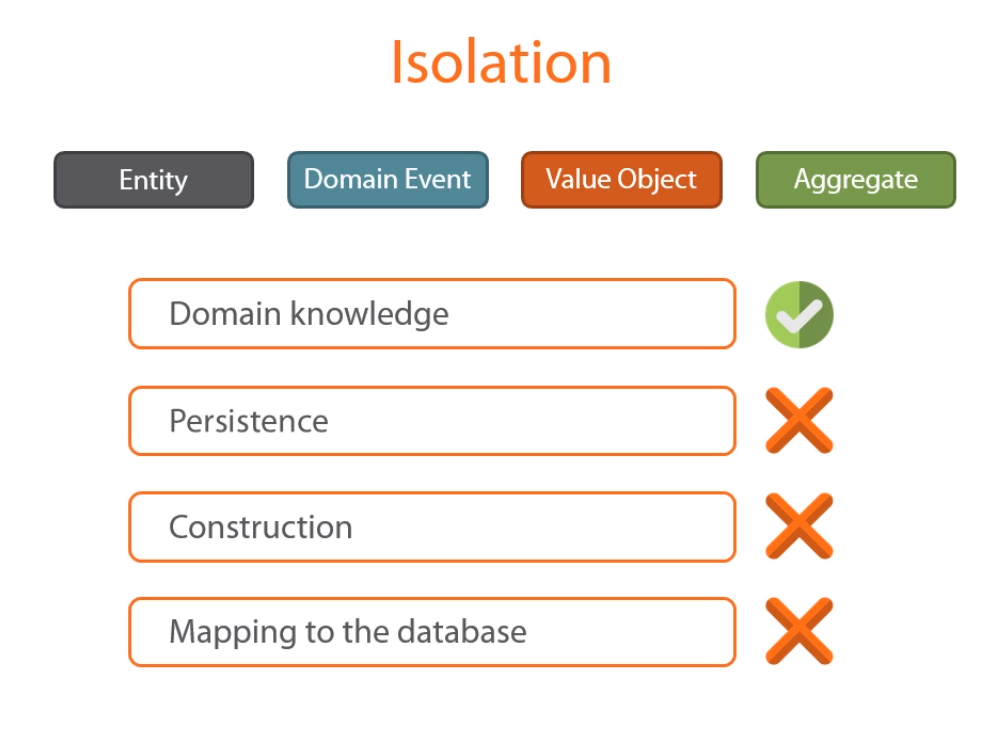 Isolation
Entity
Domain Event
Value Object
Aggregate
Domain knowledge
Persistence
Construction
Mapping to the database